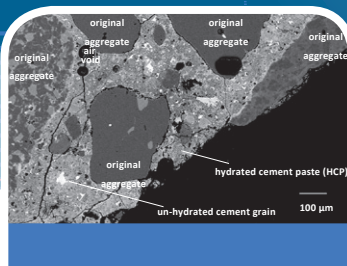 original
aggregate
original
aggregate
original
aggregate
air
void
original
aggregate
original
aggregate
hydrated cement paste (HCP)
un-hydrated cement grain
100 µm